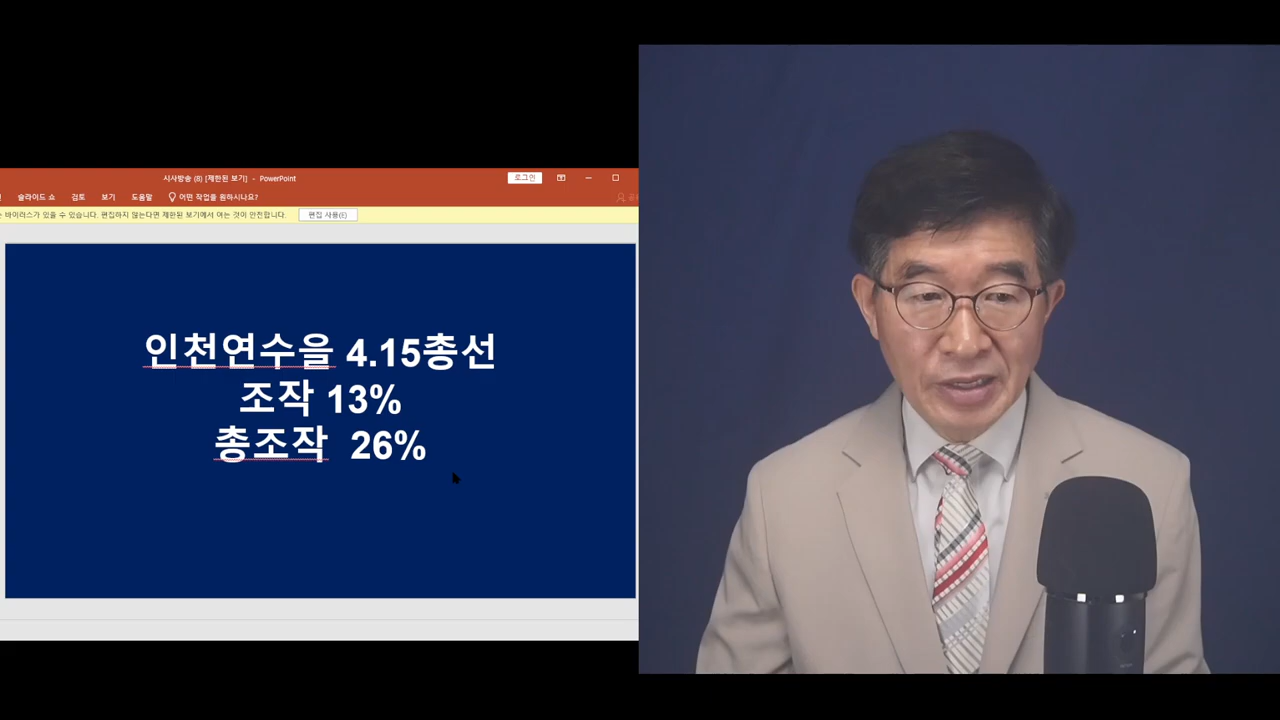 시사방송 (8) [제한된 보기] - PowerPoint
로그인
슬라이드 쇼 검토 보기 도움말 어떤 작업을 원하시나요?
바이러스가 있을 수 있습니다. 편집하지 않는다면 제한된 보기에서 여는 것이 안전합니다. 편집 사용(E)
인천연수을 4.15총선
조작 13%
총조작 26%